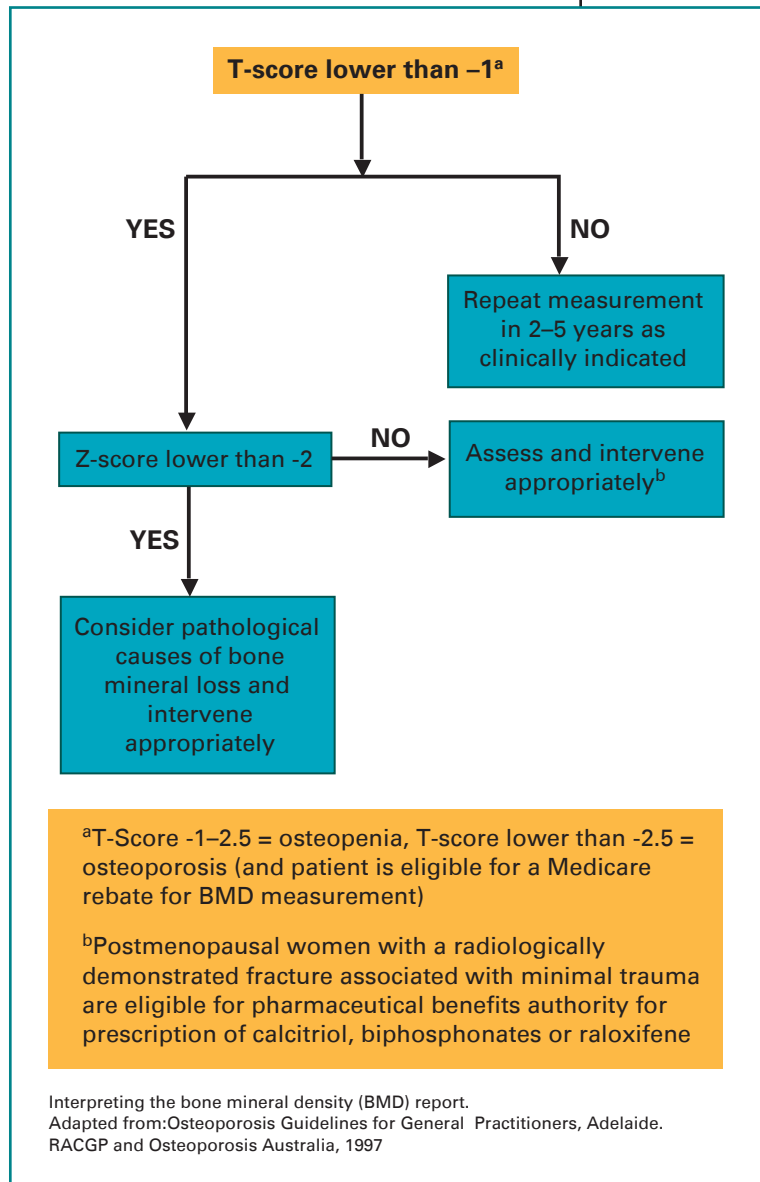 T-score lower than –1ᵃ
YES
NO
Repeat measurement
in 2–5 years as
clinically indicated
Z-score lower than -2
NO
Assess and intervene
appropriatelyᵇ
YES
Consider pathological
causes of bone
mineral loss and
intervene
appropriately
ᵃT-Score -1–2.5 = osteopenia, T-score lower than -2.5 =
osteoporosis (and patient is eligible for a Medicare
rebate for BMD measurement)
ᵇPostmenopausal women with a radiologically
demonstrated fracture associated with minimal trauma
are eligible for pharmaceutical benefits authority for
prescription of calcitriol, biphosphonates or raloxifene
Interpreting the bone mineral density (BMD) report.
Adapted from:Osteoporosis Guidelines for General Practitioners, Adelaide.
RACGP and Osteoporosis Australia, 1997